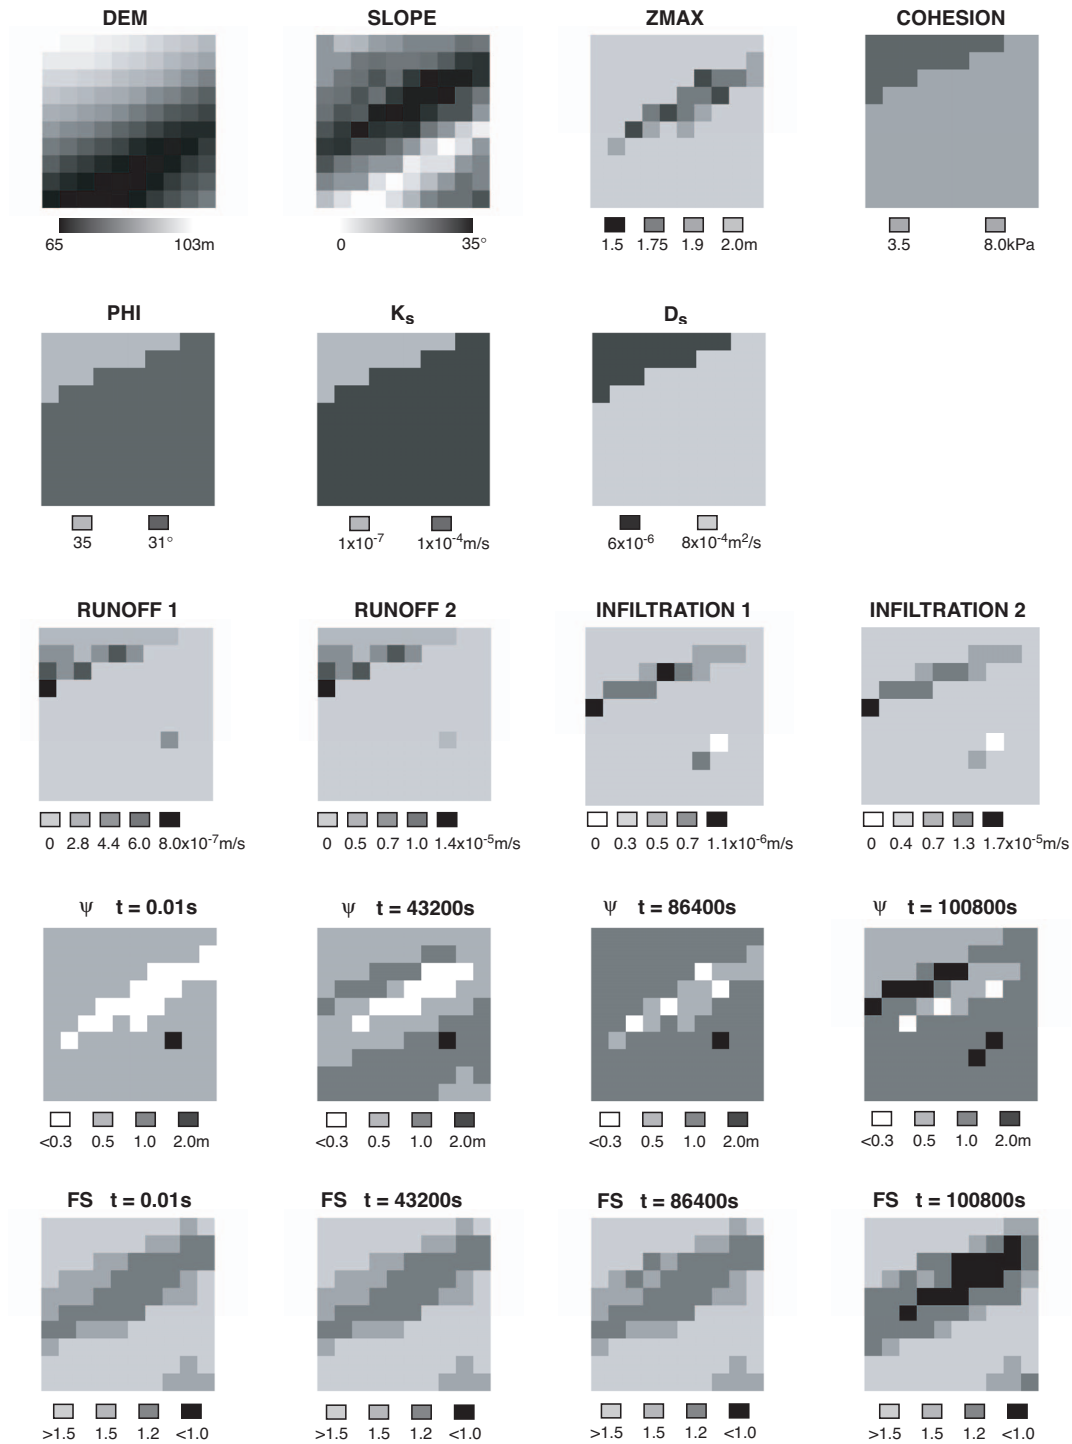 DEM SLOPE ZMAX COHESION
65 103m 0 35° 1.5 1.75 1.9 2.0m 3.5 8.0kPa
PHI Ks Ds
35 31° 1x10-7 1x10-4m/s 6x10-6 8x10-4m2/s
RUNOFF 1 RUNOFF 2 INFILTRATION 1 INFILTRATION 2
0 2.8 4.4 6.0 8.0x10-7m/s 0 0.5 0.7 1.0 1.4x10-5m/s 0 0.3 0.5 0.7 1.1x10-6m/s 0 0.4 0.7 1.3 1.7x10-5m/s
ψ t = 0.01s ψ t = 43200s ψ t = 86400s ψ t = 100800s
<0.3 0.5 1.0 2.0m <0.3 0.5 1.0 2.0m <0.3 0.5 1.0 2.0m <0.3 0.5 1.0 2.0m
FS t = 0.01s FS t = 43200s FS t = 86400s FS t = 100800s
>1.5 1.5 1.2 <1.0 >1.5 1.5 1.2 <1.0 >1.5 1.5 1.2 <1.0 >1.5 1.5 1.2 <1.0